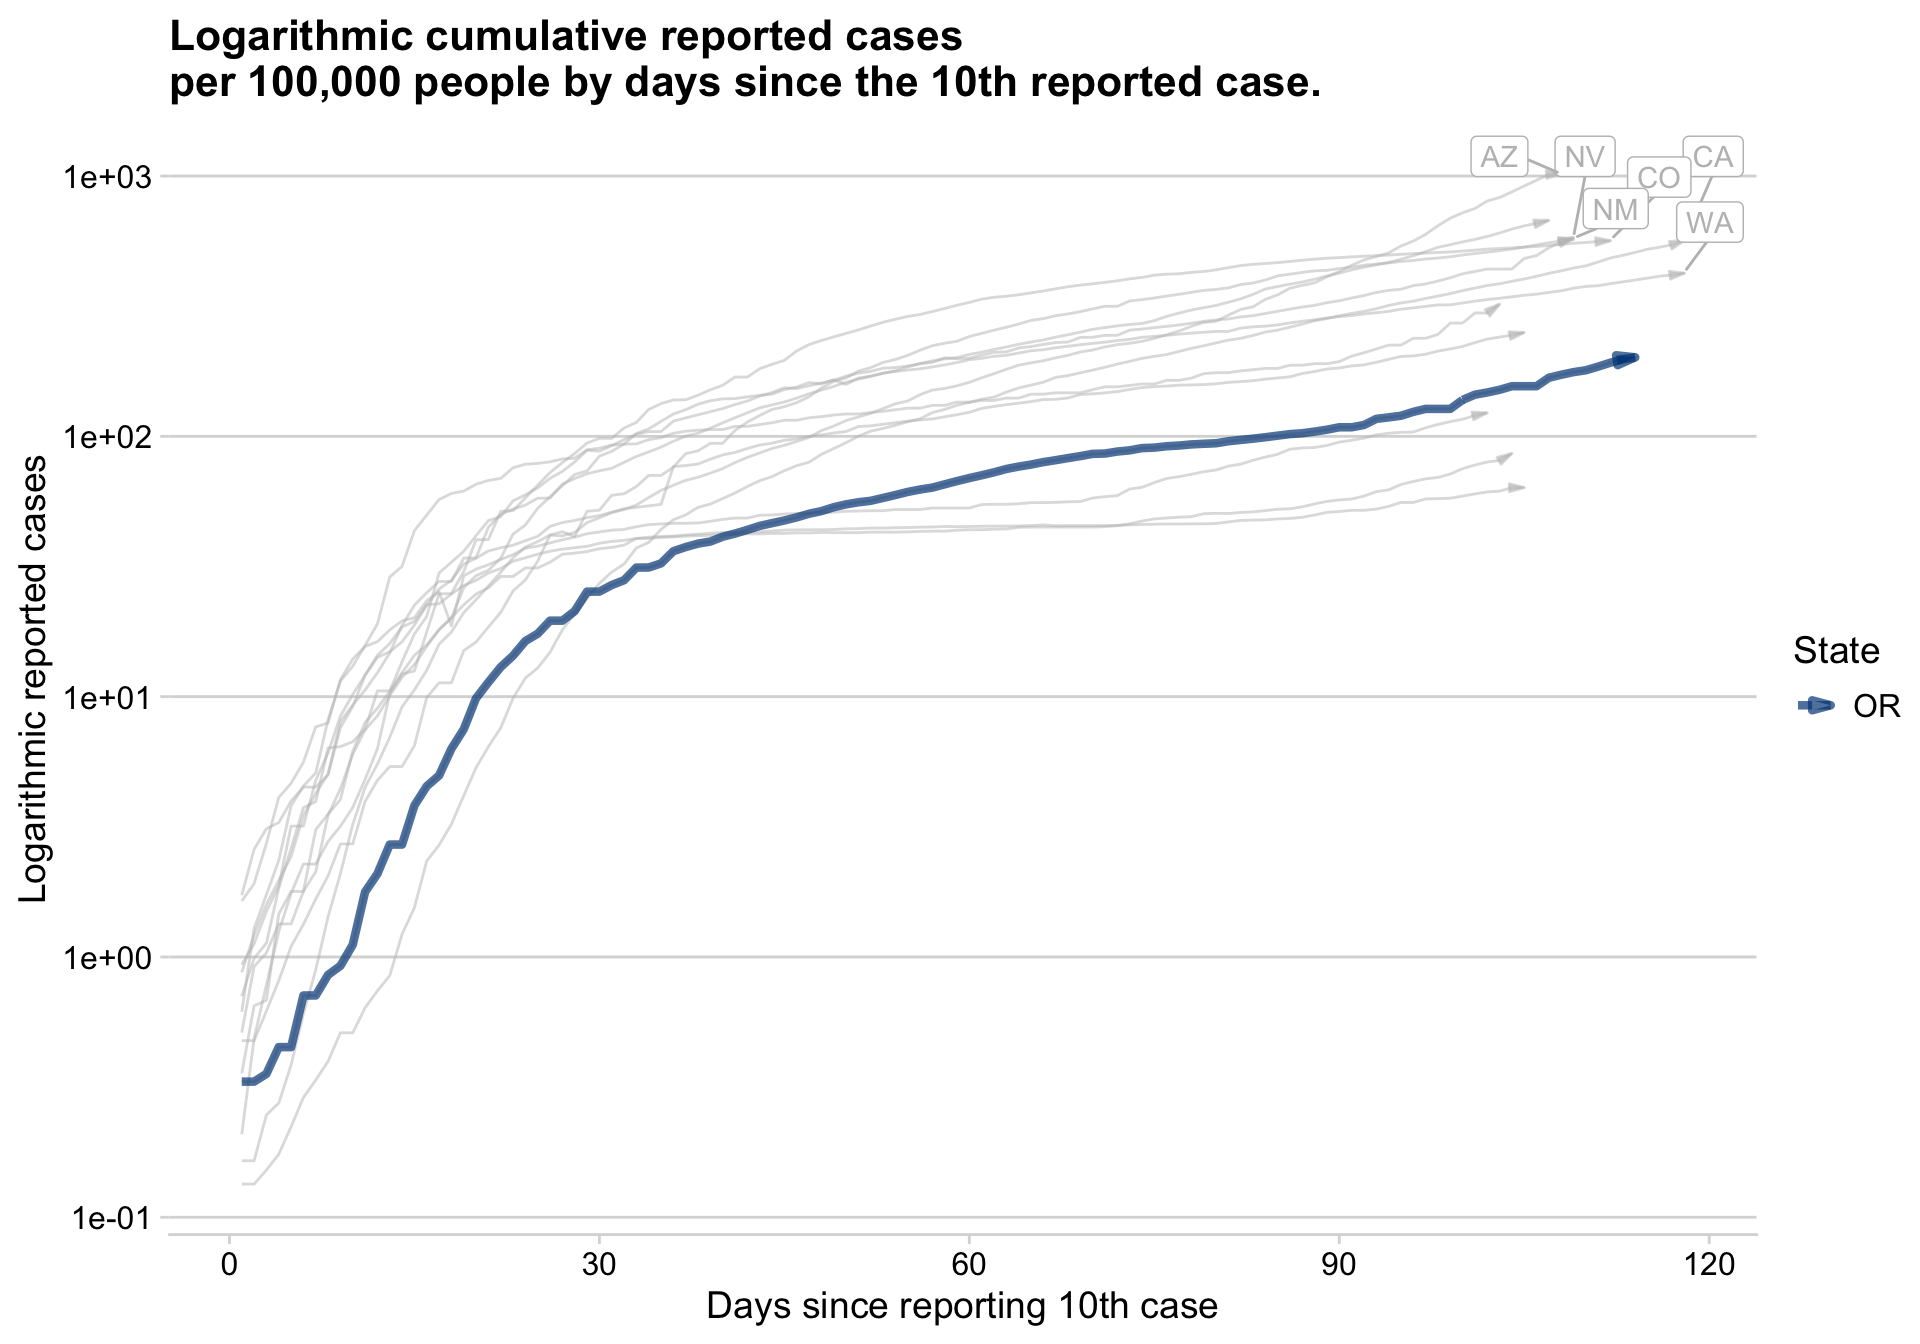 Logarithmic cumulative reported cases
per 100,000 people by days since the 10th reported case.
AZ
NV
CA
CO
NM
WA
1e+03
1e+02
1e+01
1e+00
1e-01
Logarithmic reported cases
0
30
60
90
120
Days since reporting 10th case
State
OR